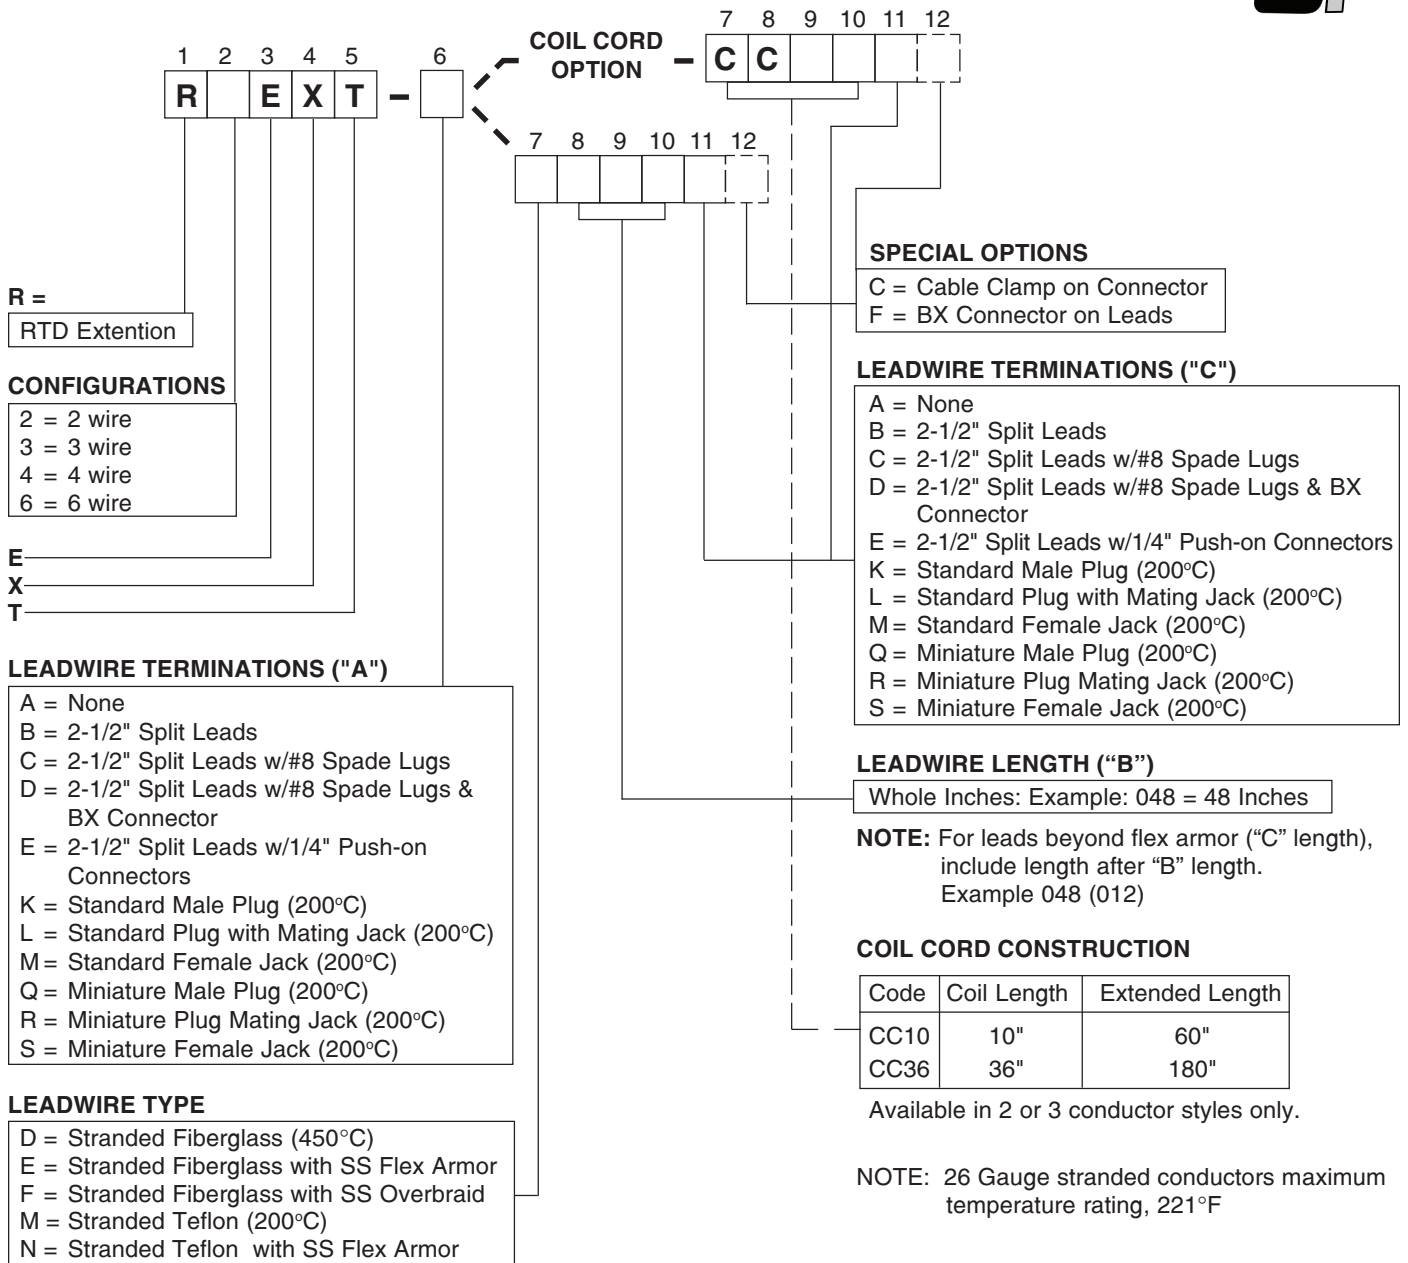 7 8 9 10 11 12
COIL CORD
OPTION
– C C
1 2 3 4 5 6
R E X T –
7 8 9 10 11 12
R =
RTD Extention
CONFIGURATIONS
2 = 2 wire
3 = 3 wire
4 = 4 wire
6 = 6 wire
E
X
T
LEADWIRE TERMINATIONS ("A")
A = None
B = 2-1/2" Split Leads
C = 2-1/2" Split Leads w/#8 Spade Lugs
D = 2-1/2" Split Leads w/#8 Spade Lugs &
BX Connector
E = 2-1/2" Split Leads w/1/4" Push-on
Connectors
K = Standard Male Plug (200°C)
L = Standard Plug with Mating Jack (200°C)
M = Standard Female Jack (200°C)
Q = Miniature Male Plug (200°C)
R = Miniature Plug Mating Jack (200°C)
S = Miniature Female Jack (200°C)
LEADWIRE TYPE
D = Stranded Fiberglass (450°C)
E = Stranded Fiberglass with SS Flex Armor
F = Stranded Fiberglass with SS Overbraid
M = Stranded Teflon (200°C)
N = Stranded Teflon with SS Flex Armor
SPECIAL OPTIONS
C = Cable Clamp on Connector
F = BX Connector on Leads
LEADWIRE TERMINATIONS ("C")
A = None
B = 2-1/2" Split Leads
C = 2-1/2" Split Leads w/#8 Spade Lugs
D = 2-1/2" Split Leads w/#8 Spade Lugs & BX
Connector
E = 2-1/2" Split Leads w/1/4" Push-on Connectors
K = Standard Male Plug (200°C)
L = Standard Plug with Mating Jack (200°C)
M = Standard Female Jack (200°C)
Q = Miniature Male Plug (200°C)
R = Miniature Plug Mating Jack (200°C)
S = Miniature Female Jack (200°C)
LEADWIRE LENGTH (“B”)
Whole Inches: Example: 048 = 48 Inches
NOTE: For leads beyond flex armor (“C” length),
include length after “B” length.
Example 048 (012)
COIL CORD CONSTRUCTION
Code Coil Length Extended Length
CC10 10" 60"
CC36 36" 180"
Available in 2 or 3 conductor styles only.
NOTE: 26 Gauge stranded conductors maximum
temperature rating, 221°F